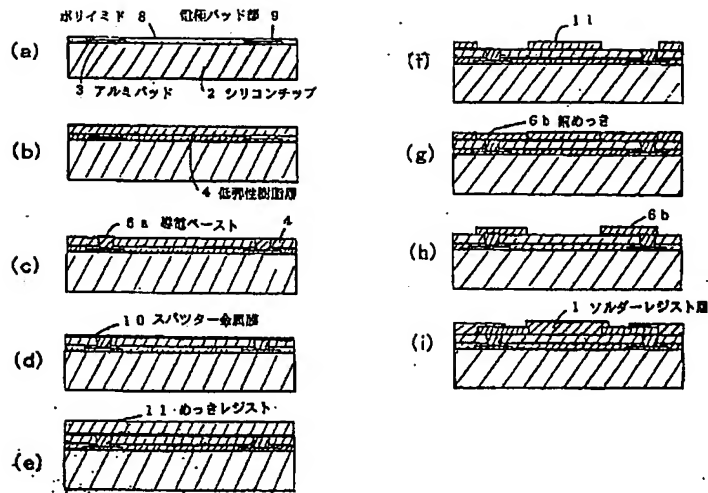 ポリイミド 8
電極パッド部 9
(a)
3 アルミパッド
2 シリコンチップ
(b)
4 低弾性樹脂層
6a 導電ペースト
4
(c)
10 スパッター金属膜
(d)
11 めっきレジスト
(e)
11
(f)
6b 銅めっき
(g)
6b
(h)
1 ソルダーレジスト層
(i)